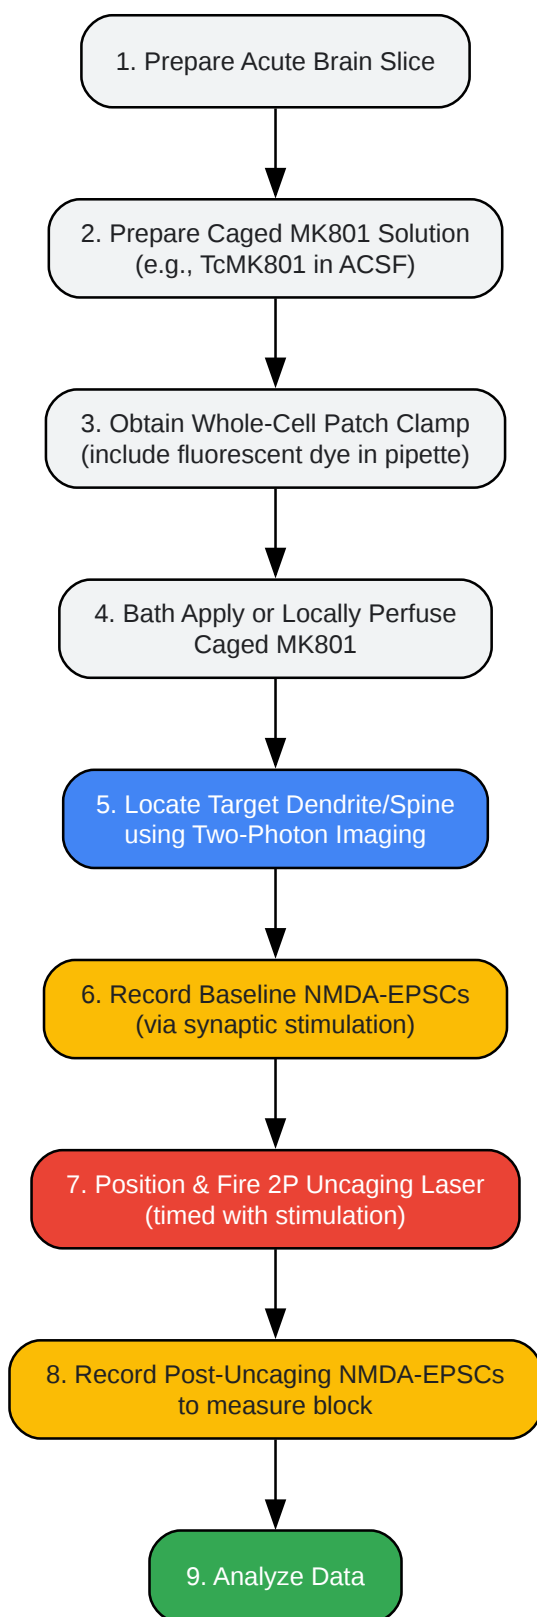 1. Prepare Acute Brain Slice
2. Prepare Caged MK801 Solution
(e.g., TcMK801 in ACSF)
3. Obtain Whole-Cell Patch Clamp
(include fluorescent dye in pipette)
4. Bath Apply or Locally Perfuse
Caged MK801
5. Locate Target Dendrite/Spine
using Two-Photon Imaging
6. Record Baseline NMDA-EPSCs
(via synaptic stimulation)
7. Position & Fire 2P Uncaging Laser
(timed with stimulation)
8. Record Post-Uncaging NMDA-EPSCs
to measure block
9. Analyze Data